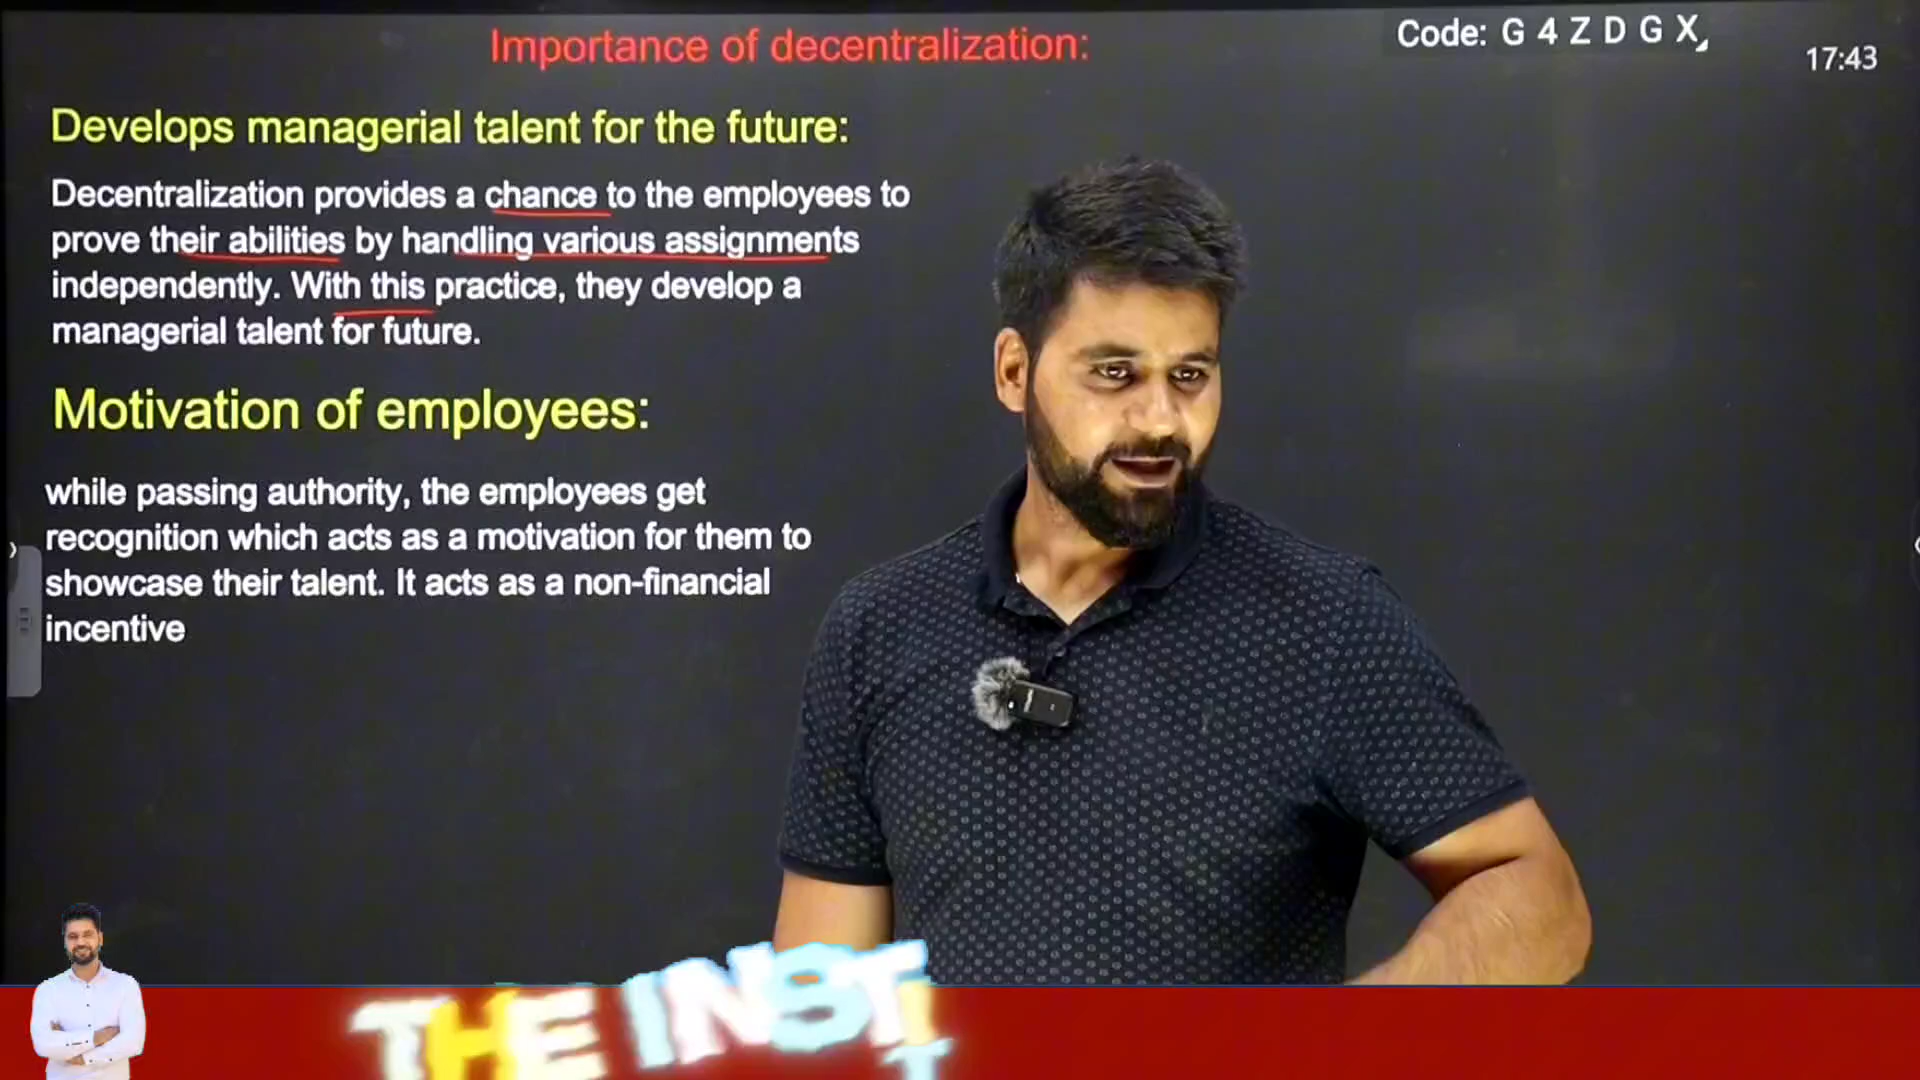 Importance of decentralization:
Code: G 4 Z D G X
17:43
Develops managerial talent for the future:
Decentralization provides a chance to the employees to
prove their abilities by handling various assignments
independently. With this practice, they develop a
managerial talent for future.
Motivation of employees:
while passing authority, the employees get
recognition which acts as a motivation for them to
showcase their talent. It acts as a non-financial
incentive
THE INST